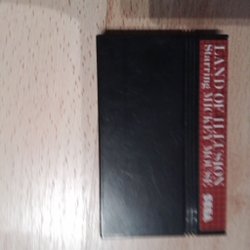 LAND OF ILLUSION
Starring MICKEY MOUSE
SEGA